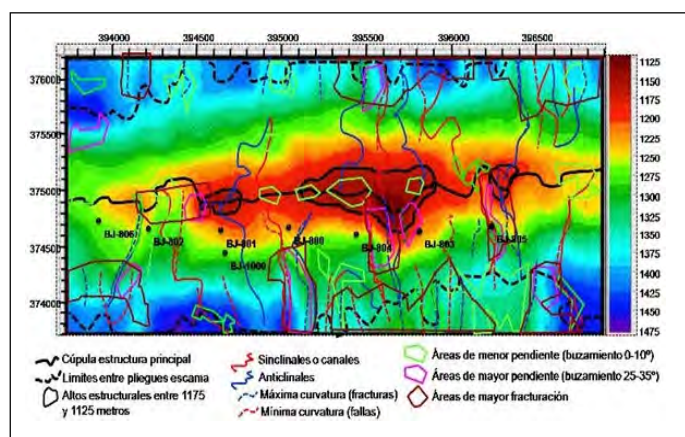 394000 394500 395000 395500 396000 396500
376000
375500
375000
374500
374000
1125
1150
1175
1200
1225
1250
1275
1300
1325
1350
1375
1400
1425
1450
1475
BJ-806
BJ-802
BJ-801
BJ-1000
BJ-800
BJ-804
BJ-803
BJ-805
Cúpula estructura principal
Limites entre pliegues escama
Altos estructurales entre 1175
y 1125 metros
Sinclinales o canales
Anticlinales
Máxima curvatura (fracturas)
Mínima curvatura (fallas)
Áreas de menor pendiente (buzamiento 0-10º)
Áreas de mayor pendiente (buzamiento 25-35º)
Áreas de mayor fracturación